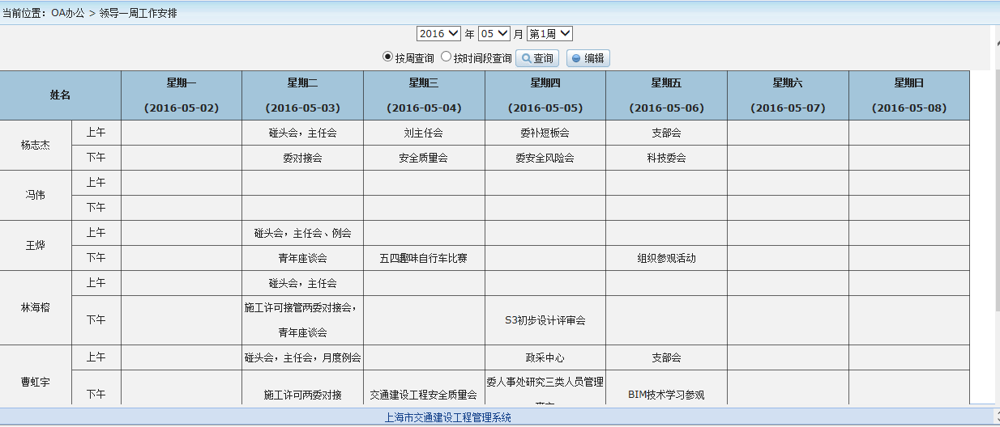 当前位置：OA办公 > 领导一周工作安排
2016 年 05 月 第1周
按周查询 按时间段查询 查询 编辑
姓名 星期一 星期二 星期三 星期四 星期五 星期六 星期日
(2016-05-02) (2016-05-03) (2016-05-04) (2016-05-05) (2016-05-06) (2016-05-07) (2016-05-08)
杨志杰
上午 碰头会，主任会 刘主任会 委补短板会 支部会
下午 委对接会 安全质量会 委安全风险会 科技委会
冯伟
上午
下午
王烨
上午 碰头会，主任会、例会
下午 青年座谈会 五四趣味自行车比赛 组织参观活动
林海榕
上午 碰头会，主任会
下午 施工许可接管两委对接会，
青年座谈会 S3初步设计评审会
曹虹宇
上午 碰头会，主任会，月度例会 政采中心 支部会
下午 施工许可两委对接 交通建设工程安全质量会 委人事处研究三类人员管理 BIM技术学习参观
上海市交通建设工程管理系统